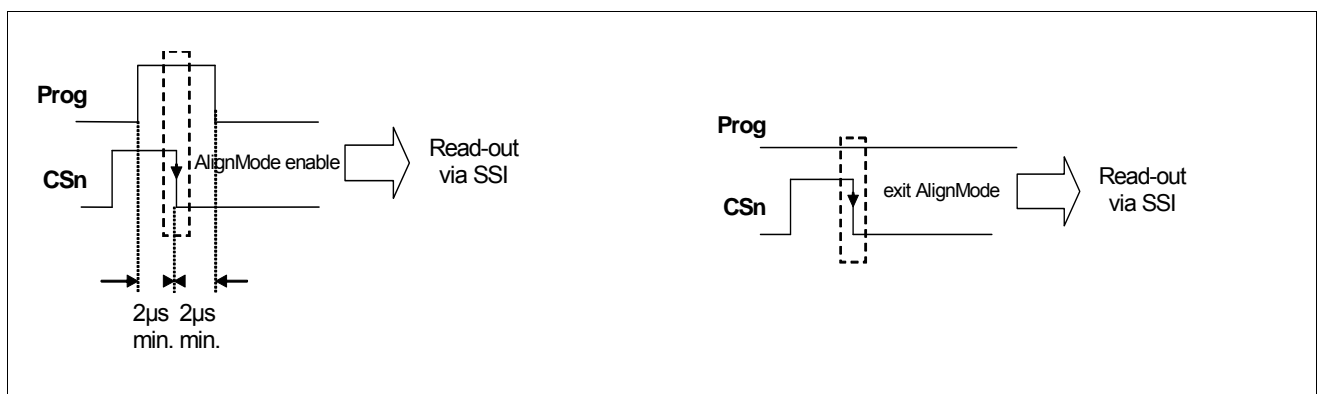 Prog
CSn
AlignMode enable
Read-out
via SSI
2µs 2µs
min. min.
Prog
CSn
exit AlignMode
Read-out
via SSI